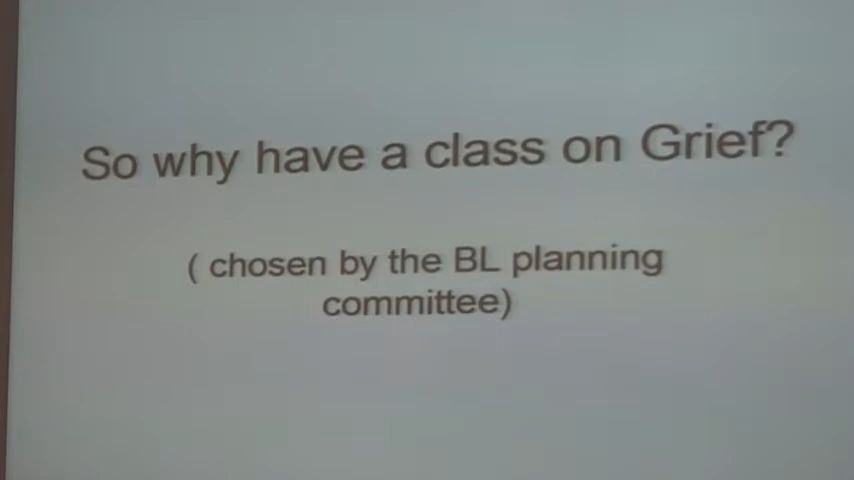 So why have a class on Grief?
( chosen by the BL planning
committee)